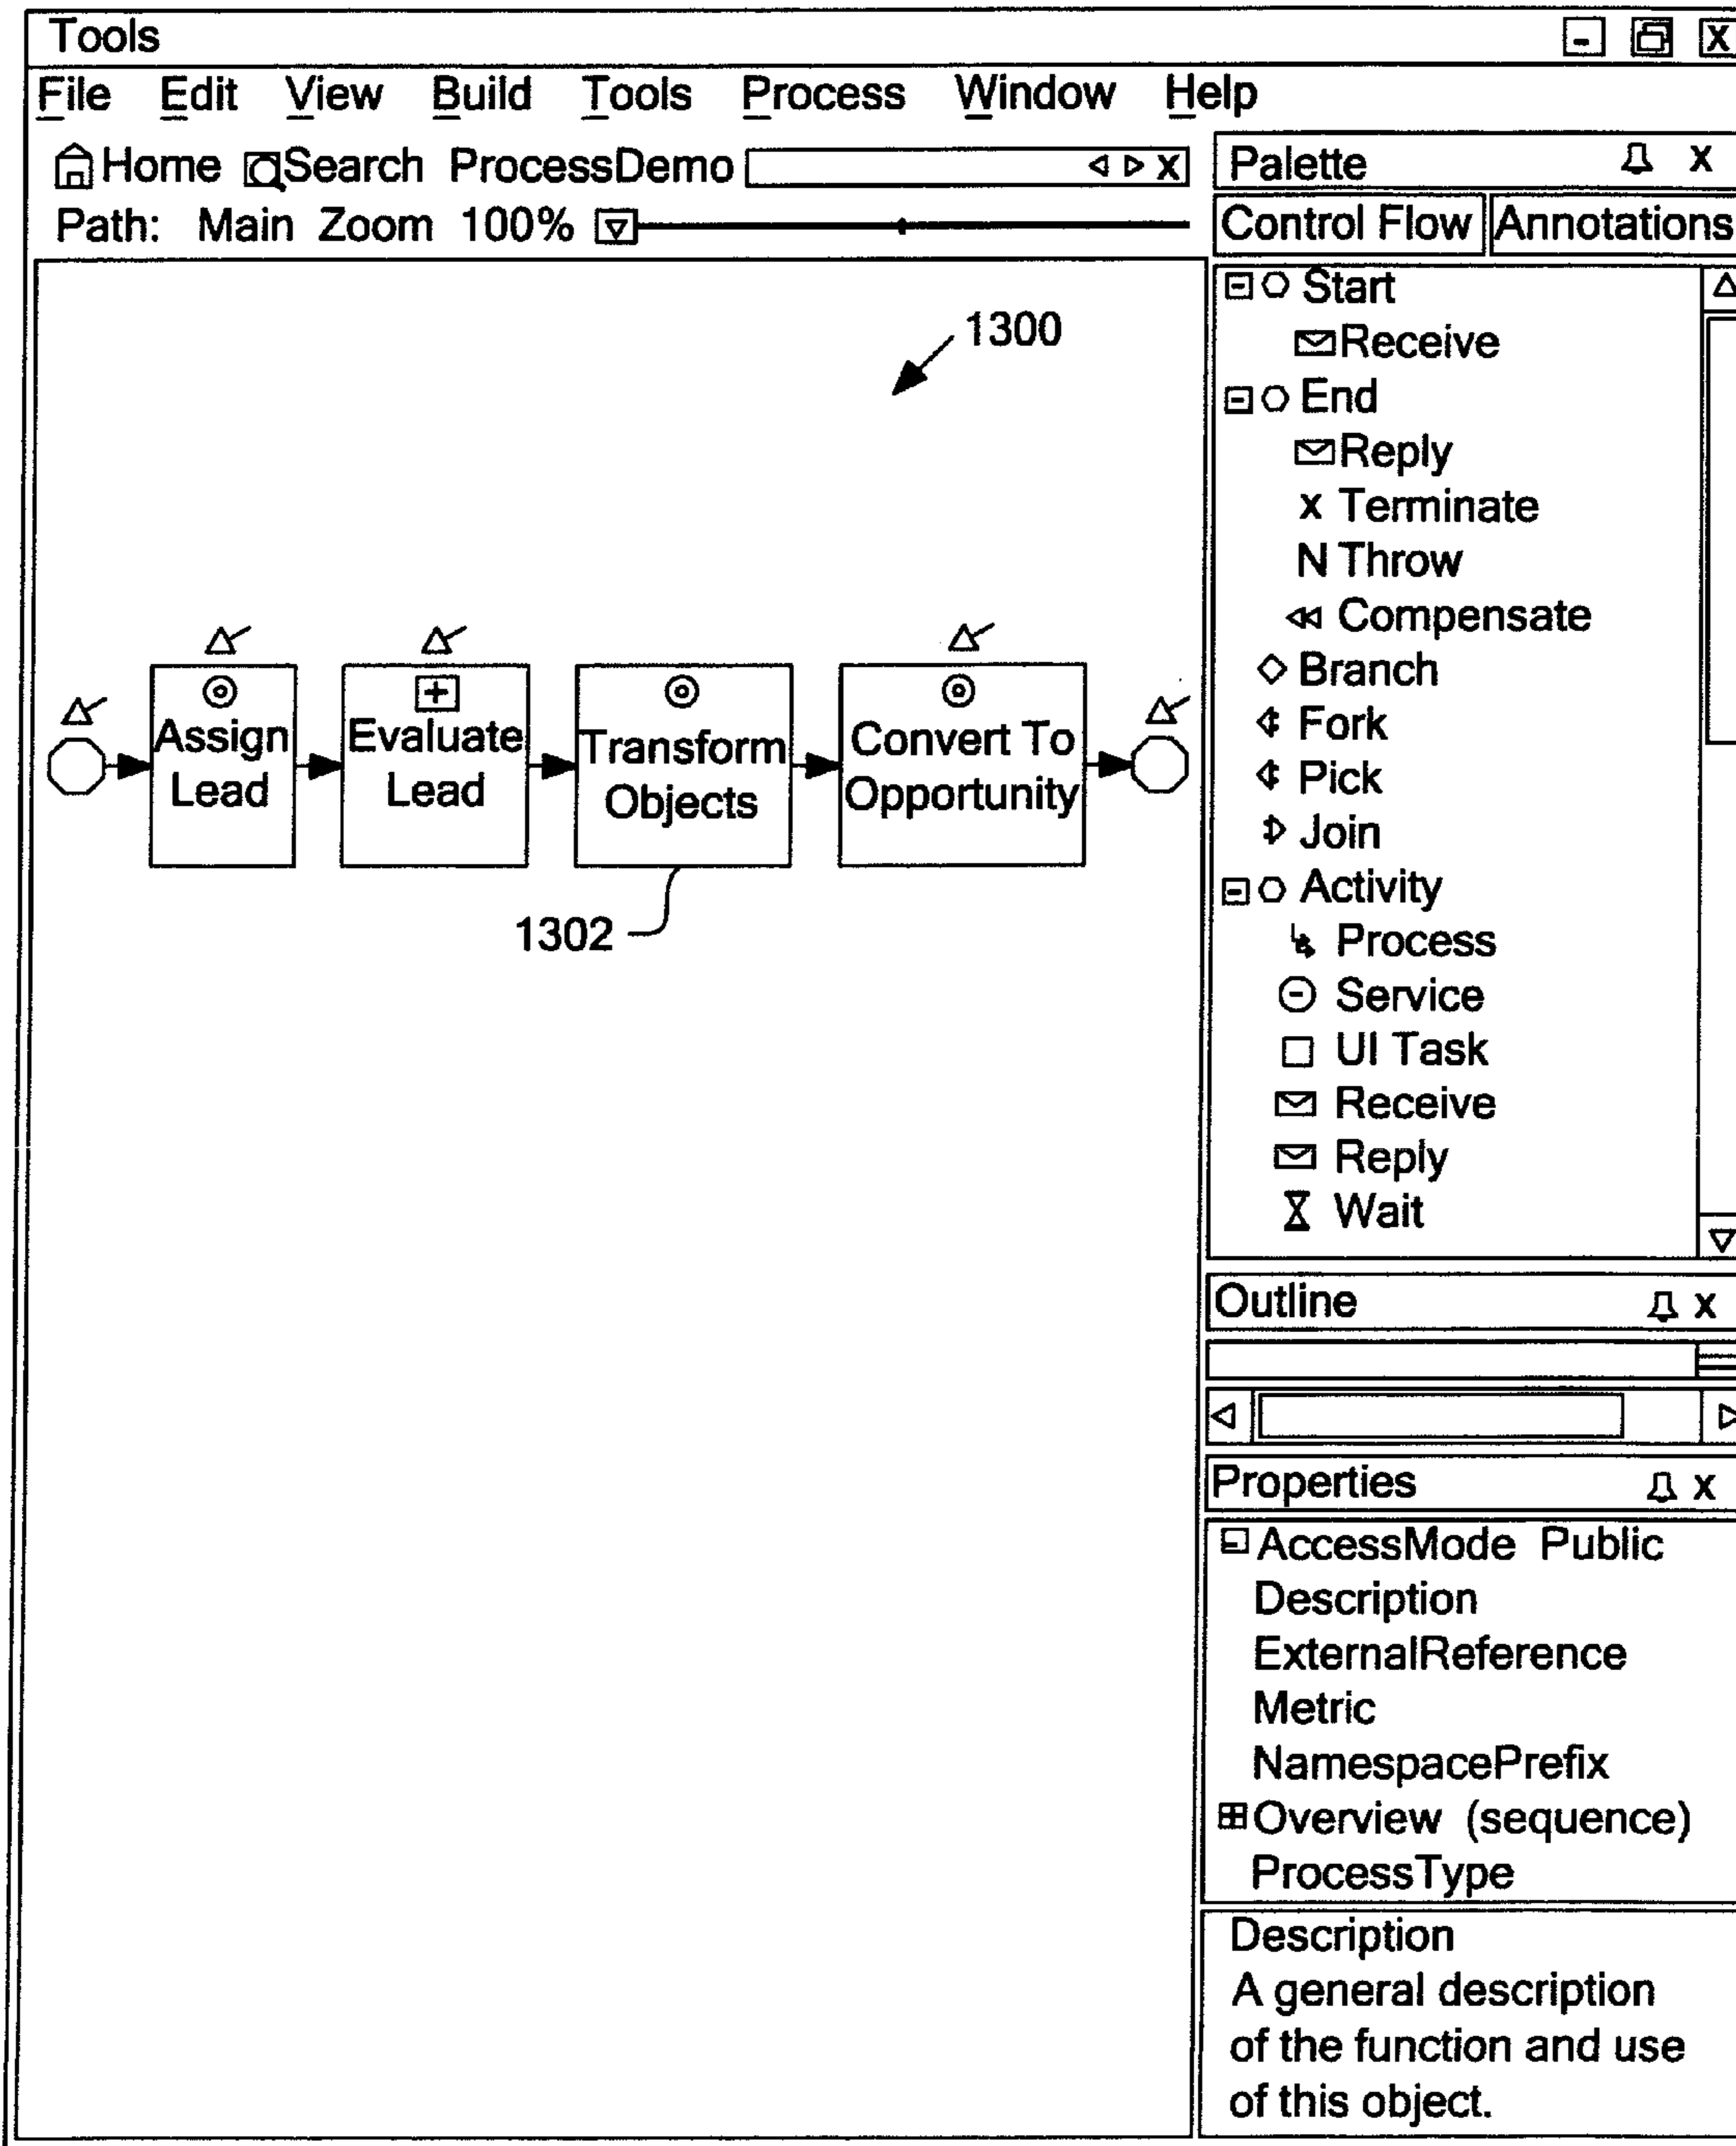 Tools
File Edit View Build Tools Process Window Help
Home Search ProcessDemo
Path: Main Zoom 100%
1300
Assign
Lead
Evaluate
Lead
Transform
Objects
Convert To
Opportunity
1302
Palette X
Control Flow Annotations
Start
Receive
End
Reply
x Terminate
N Throw
Compensate
Branch
Fork
Pick
Join
Activity
Process
Service
UI Task
Receive
Reply
Wait
Outline X
Properties X
AccessMode Public
Description
ExternalReference
Metric
NamespacePrefix
Overview (sequence)
ProcessType
Description
A general description
of the function and use
of this object.